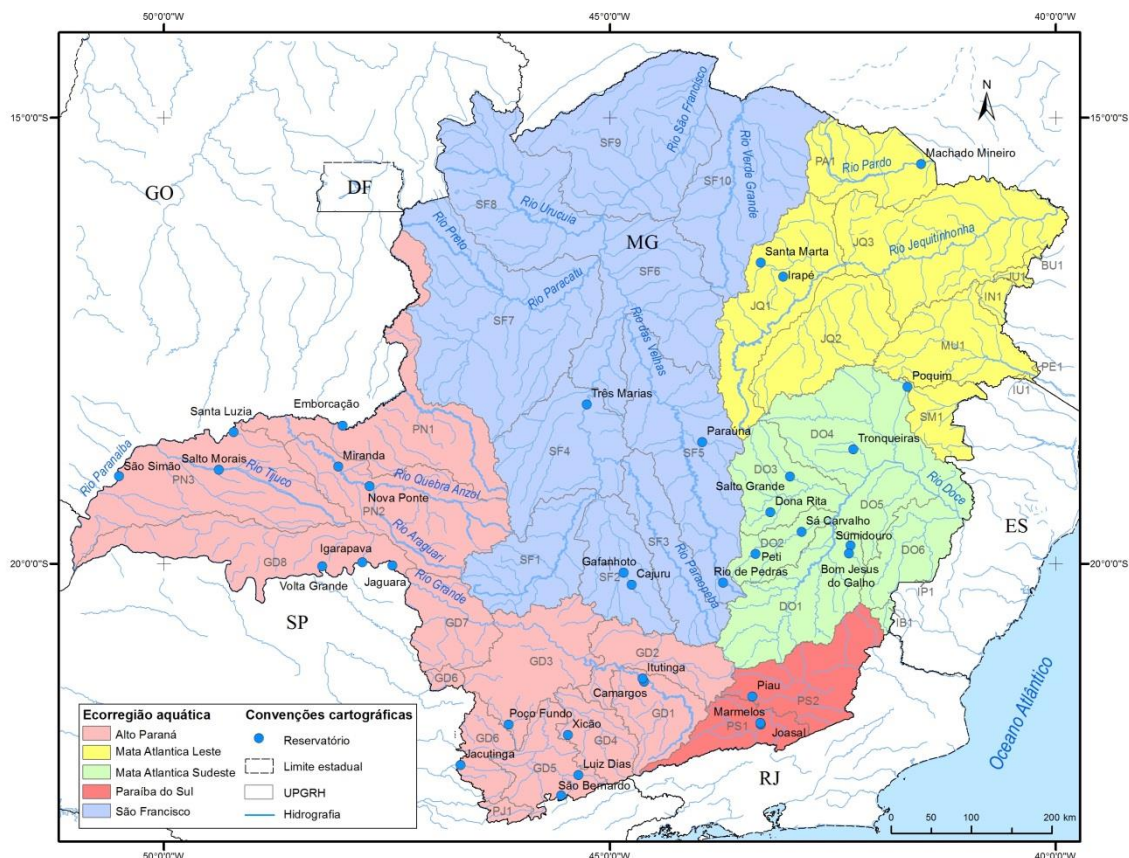 50°0'0"W
45°0'0"W
40°0'0"W
15°0'0"S
15°0'0"S
N
GO
DF
MG
SF9
Rio São Francisco
SF10
Rio Verde Grande
PA1
Rio Pardo
Machado Mineiro
SF8
Rio Urucuia
Rio Preto
Rio Paracatu
SF6
SF7
Rio das Velhas
Santa Marta
Irapé
JQ3
Rio Jequitinhonha
JQ1
JQ2
JU1
BU1
IN1
MU1
PE1
IU1
Poquim
SM1
Três Marias
Paraúna
SF4
SF5
DO4
Tronqueiras
DO3
Salto Grande
Dona Rita
Sá Carvalho
DO5
Rio Doce
DO2
Peti
Sumidouro
Bom Jesus
do Galho
DO6
Rio de Pedras
DO1
ES
Santa Luzia
Emborcação
PN1
Rio Paranaíba
São Simão
Salto Morais
Miranda
PN3
Rio Tijuco
Rio Quebra Anzol
Nova Ponte
PN2
Rio Araguari
20°0'0"S
20°0'0"S
Igarapava
GD8
Volta Grande
Jaguara
Rio Grande
SP
SF1
Gafanhoto
SF2
Cajuru
SF3
Rio Paraopeba
IP1
IB1
GD7
GD3
GD2
Itutinga
Camargos
GD1
GD6
Poço Fundo
Xicão
GD6
GD4
GD5
Jacutinga
Luiz Dias
São Bernardo
PJ1
Piau
PS2
Marmelos
PS1
Joasal
RJ
Oceano Atlântico
Ecorregião aquática
Alto Paraná
Mata Atlantica Leste
Mata Atlantica Sudeste
Paraíba do Sul
São Francisco
Convenções cartográficas
Reservatório
Limite estadual
UPGRH
Hidrografia
0 50 100 200 km
50°0'0"W
45°0'0"W
40°0'0"W